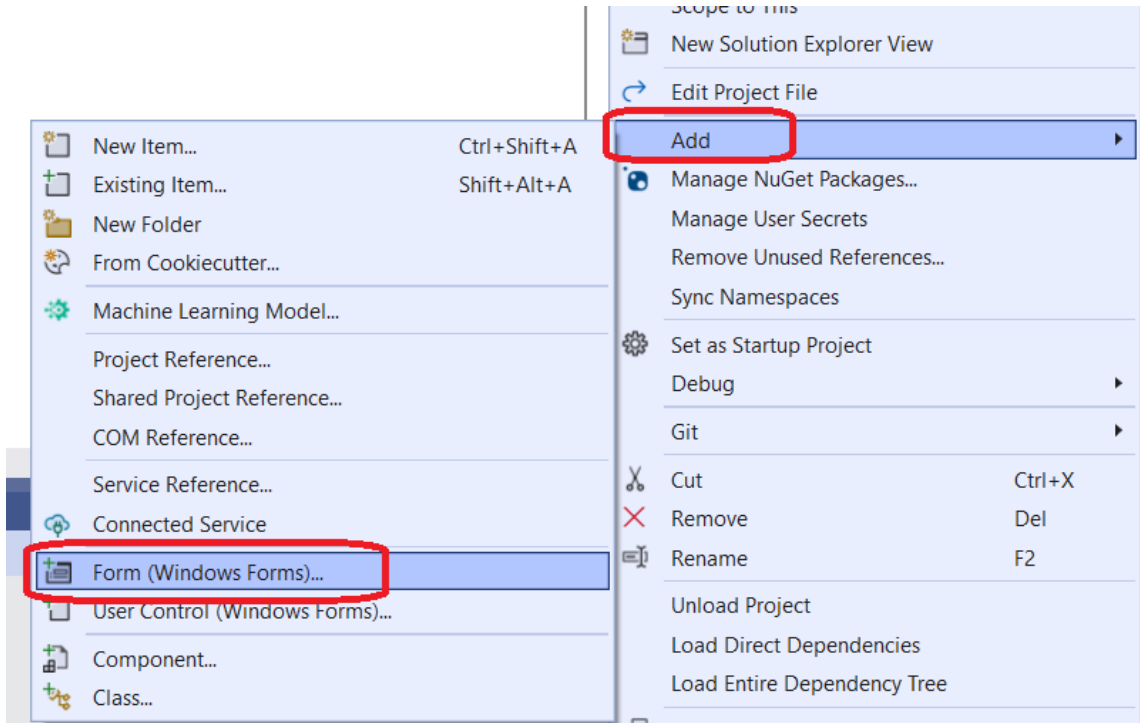 Scope to This
New Solution Explorer View
Edit Project File
Add
Manage NuGet Packages...
Manage User Secrets
Remove Unused References...
Sync Namespaces
Set as Startup Project
Debug
Git
Cut Ctrl+X
Remove Del
Rename F2
Unload Project
Load Direct Dependencies
Load Entire Dependency Tree
New Item... Ctrl+Shift+A
Existing Item... Shift+Alt+A
New Folder
From Cookiecutter...
Machine Learning Model...
Project Reference...
Shared Project Reference...
COM Reference...
Service Reference...
Connected Service
Form (Windows Forms)...
User Control (Windows Forms)...
Component...
Class...